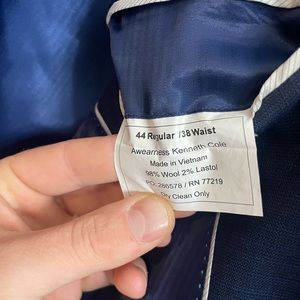 44 Regular /38 Waist
Awearness Kenneth Cole
Made in Vietnam
98% Wool 2% Lastol
PO 286578 / RN 77219
Dry Clean Only